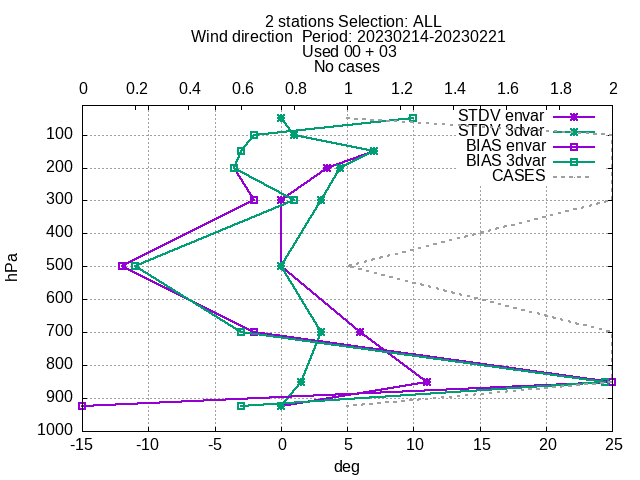 2 stations Selection: ALL
Wind direction  Period: 20230214-20230221
Used 00 + 03
No cases
0 0.2 0.4 0.6 0.8 1 1.2 1.4 1.6 1.8 2
STDV envar
STDV 3dvar
BIAS envar
BIAS 3dvar
CASES
100
200
300
400
500
600
700
800
900
1000
hPa
-15 -10 -5 0 5 10 15 20 25
deg